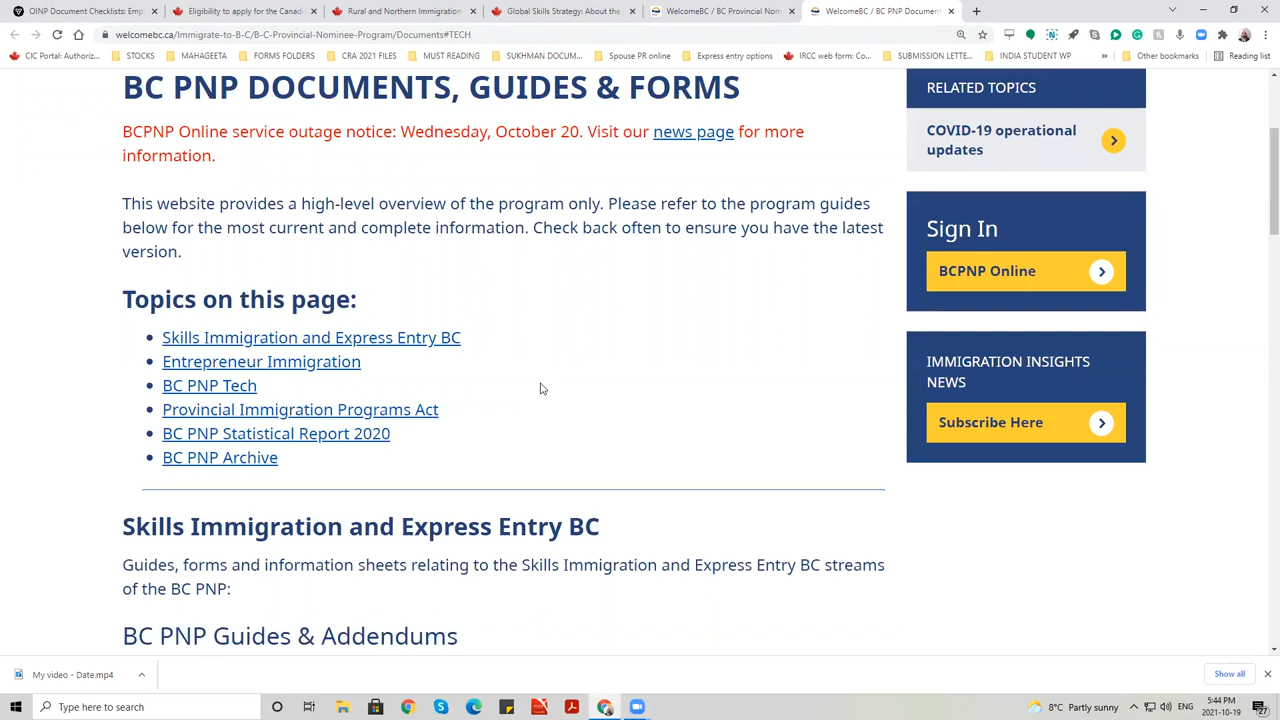 OINP Document Checklists: Emp
Eligibility to apply for the Canadi
Rural and Northern Immigration
Global Skills Strategy: About the
WelcomeBC / BC Provincial Nom
WelcomeBC / BC PNP Document
welcomebc.ca/Immigrate-to-B-C/B-C-Provincial-Nominee-Program/Documents#TECH
CIC Portal: Authoriz...
STOCKS
MAHAGEETA
FORMS FOLDERS
CRA 2021 FILES
MUST READING
SUKHMAN DOCUM...
Spouse PR online
Express entry options
IRCC web form: Co...
SUBMISSION LETTE...
INDIA STUDENT WP
»
Other bookmarks
Reading list
BC PNP DOCUMENTS, GUIDES & FORMS
BCPNP Online service outage notice: Wednesday, October 20. Visit our news page for more
information.
This website provides a high-level overview of the program only. Please refer to the program guides
below for the most current and complete information. Check back often to ensure you have the latest
version.
Topics on this page:
Skills Immigration and Express Entry BC
Entrepreneur Immigration
BC PNP Tech
Provincial Immigration Programs Act
BC PNP Statistical Report 2020
BC PNP Archive
Skills Immigration and Express Entry BC
Guides, forms and information sheets relating to the Skills Immigration and Express Entry BC streams
of the BC PNP:
BC PNP Guides & Addendums
RELATED TOPICS
COVID-19 operational
updates
Sign In
BCPNP Online
IMMIGRATION INSIGHTS
NEWS
Subscribe Here
My video - Date.mp4
Show all
Type here to search
8°C Partly sunny
ENG
5:44 PM
2021-10-19
27